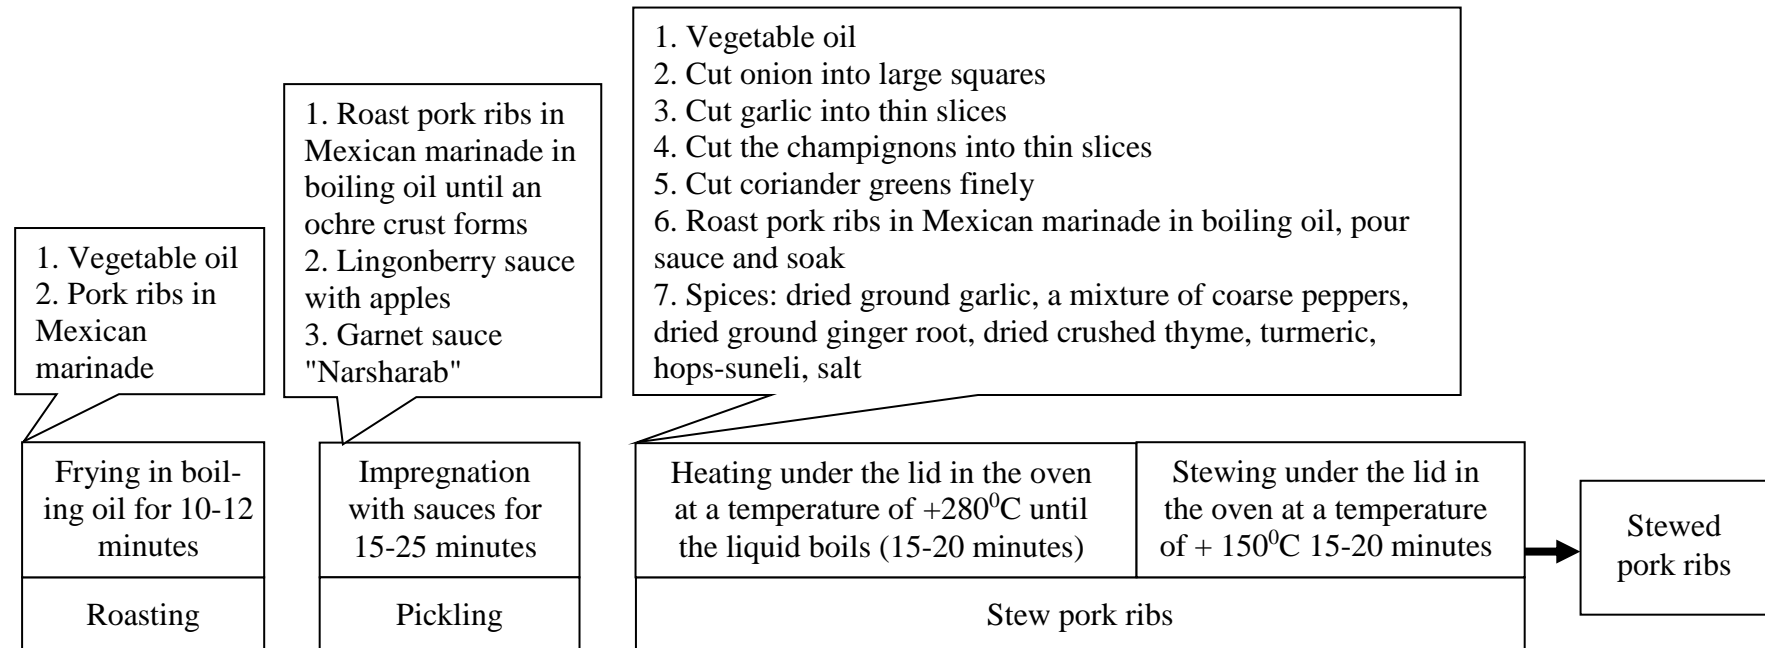 1. Vegetable oil
2. Pork ribs in
Mexican
marinade
Frying in boil-
ing oil for 10-12
minutes
Roasting
1. Roast pork ribs in
Mexican marinade in
boiling oil until an
ochre crust forms
2. Lingonberry sauce
with apples
3. Garnet sauce
"Narsharab"
Impregnation
with sauces for
15-25 minutes
Pickling
1. Vegetable oil
2. Cut onion into large squares
3. Cut garlic into thin slices
4. Cut the champignons into thin slices
5. Cut coriander greens finely
6. Roast pork ribs in Mexican marinade in boiling oil, pour
sauce and soak
7. Spices: dried ground garlic, a mixture of coarse peppers,
dried ground ginger root, dried crushed thyme, turmeric,
hops-suneli, salt
Heating under the lid in the oven
at a temperature of +280⁰C until
the liquid boils (15-20 minutes)
Stewing under the lid in
the oven at a temperature
of + 150⁰C 15-20 minutes
Stew pork ribs
Stewed
pork ribs